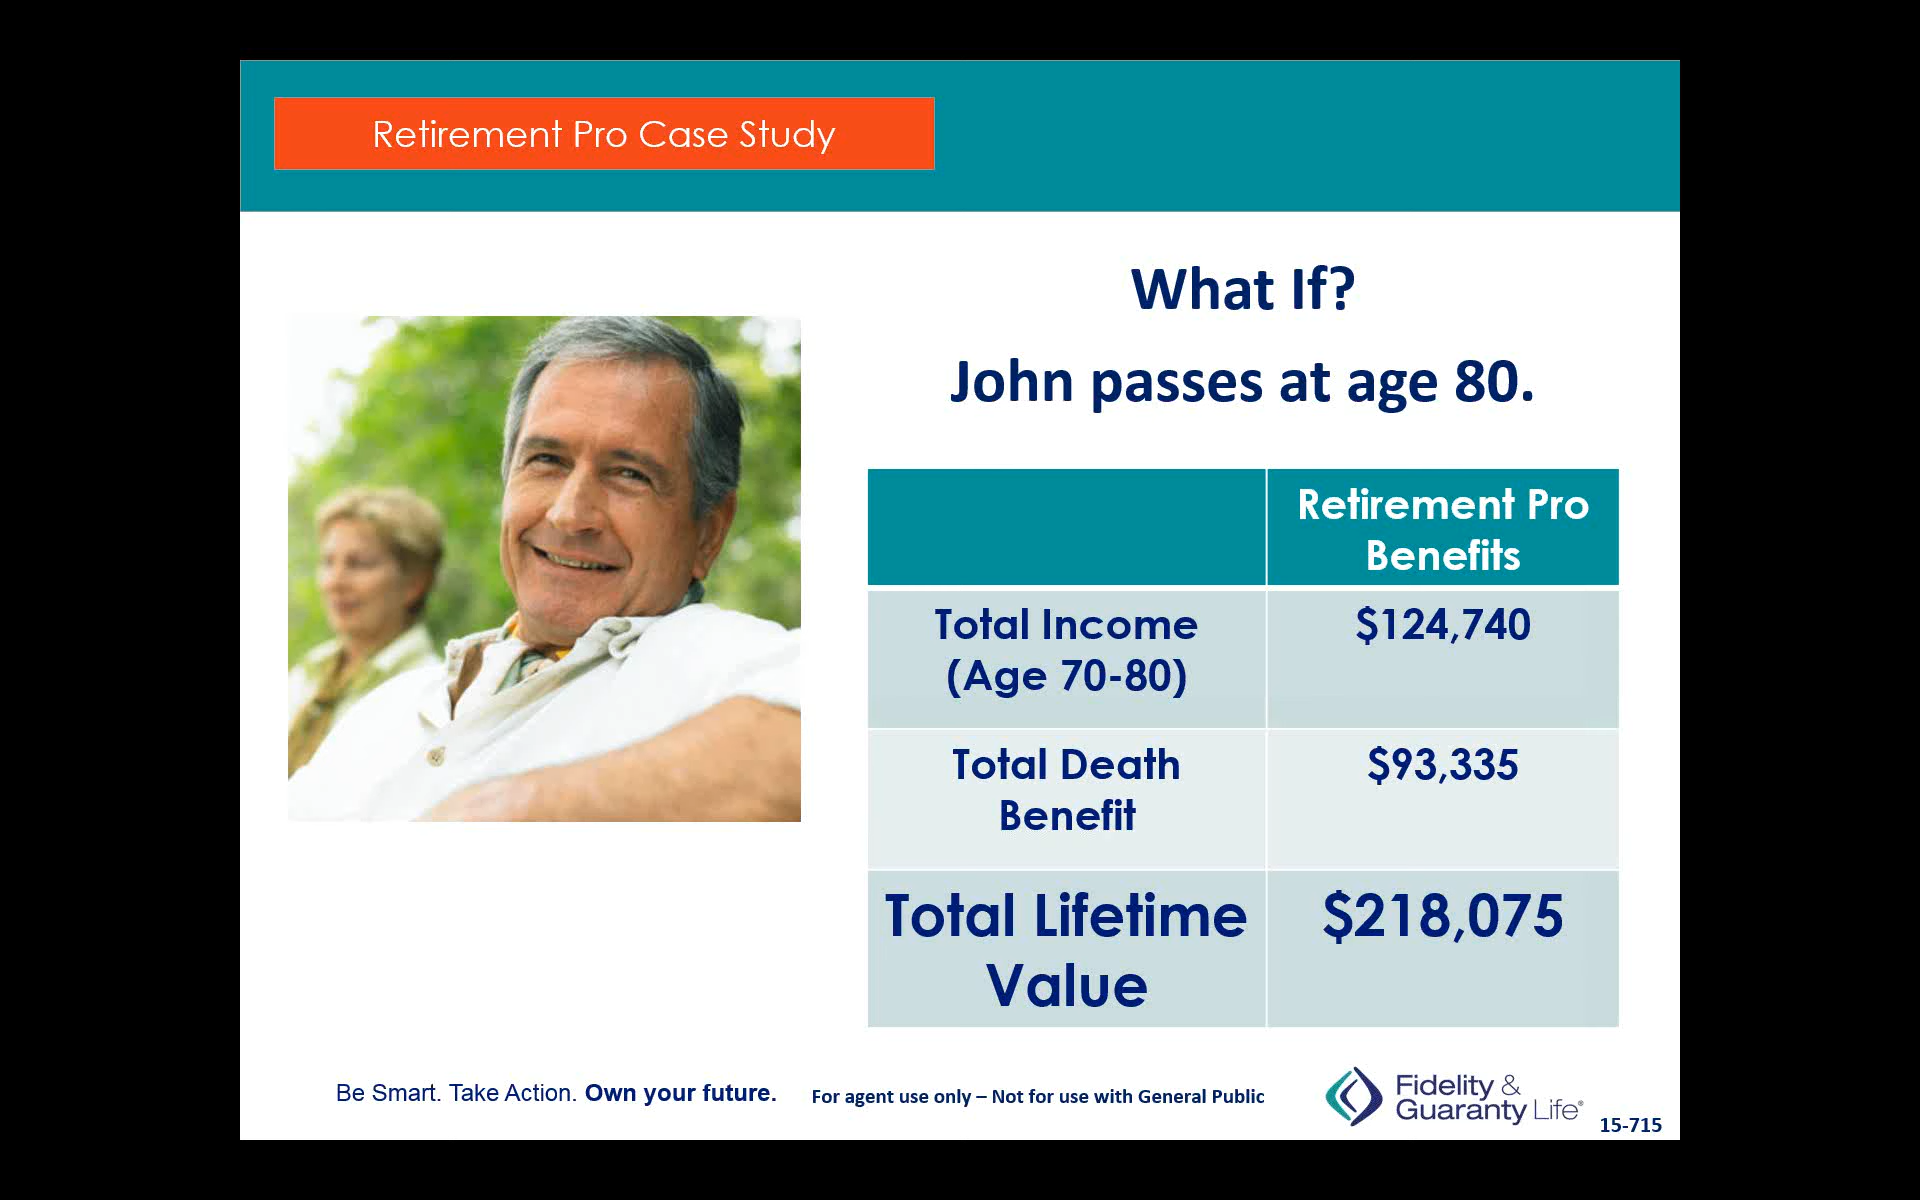 Retirement Pro Case Study
What If?
John passes at age 80.
Retirement Pro
Benefits
Total Income
(Age 70-80)
$124,740
Total Death
Benefit
$93,335
Total Lifetime
Value
$218,075
Be Smart. Take Action. Own your future.
For agent use only – Not for use with General Public
Fidelity &
Guaranty Life®
15-715